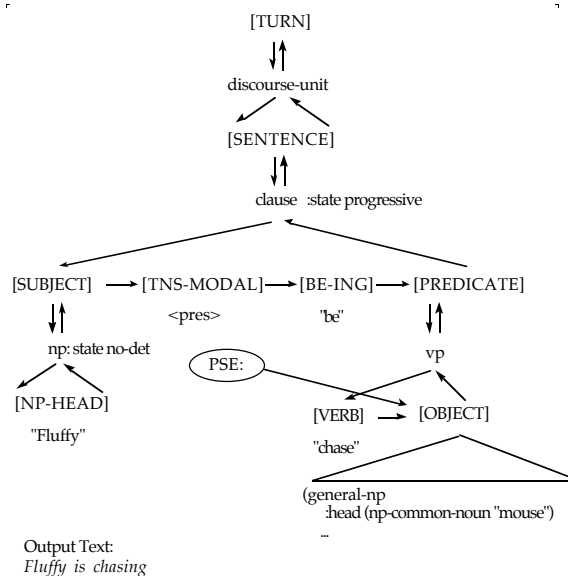 [TURN]
discourse-unit
[SENTENCE]
clause :state progressive
[SUBJECT] [TNS-MODAL] [BE-ING] [PREDICATE]
<pres> "be"
np: state no-det
PSE:
vp
[NP-HEAD]
[VERB] [OBJECT]
"Fluffy"
"chase"
(general-np
:head (np-common-noun "mouse")
...
Output Text:
Fluffy is chasing